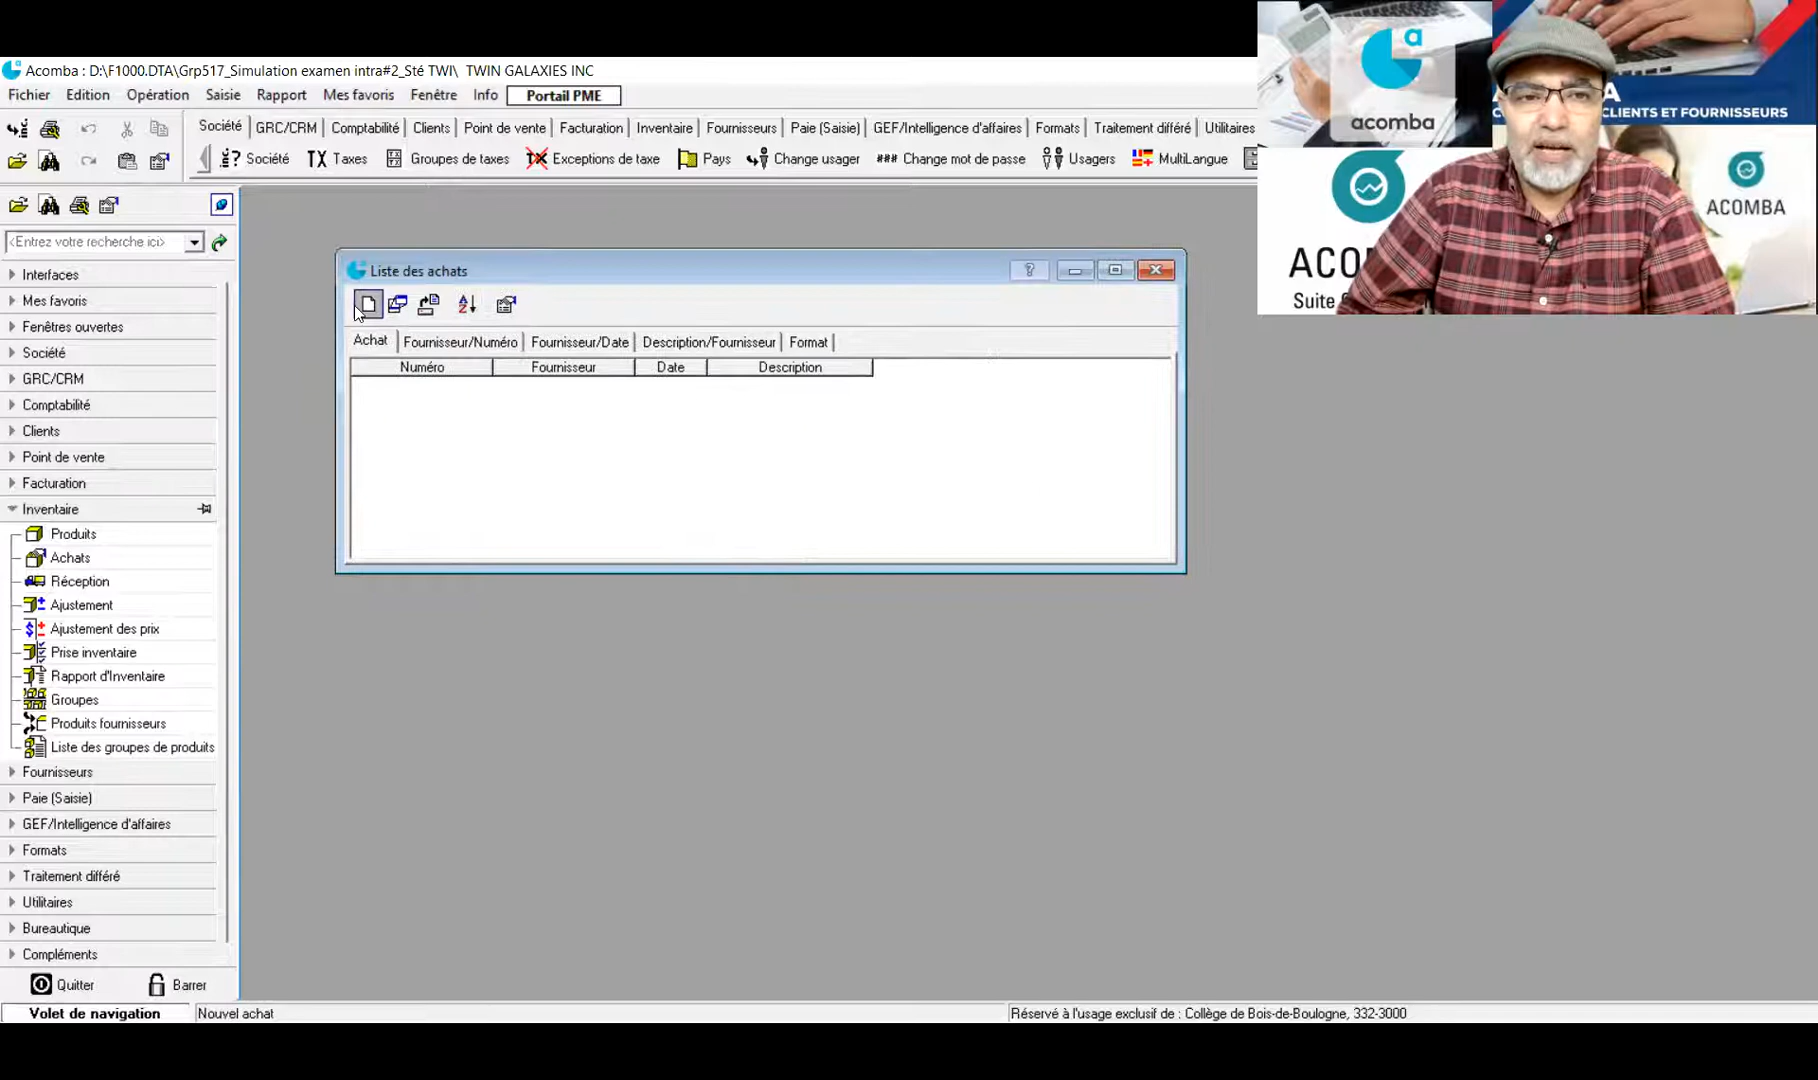 Acomba : D:\F1000.DTA\Grp517_Simulation examen intra#2_Sté TWI\ TWIN GALAXIES INC
Fichier Edition Opération Saisie Rapport Mes favoris Fenêtre Info Portail PME
Société GRC/CRM Comptabilité Clients Point de vente Facturation Inventaire Fournisseurs Paie (Saisie) GEF/Intelligence d'affaires Formats Traitement différé Utilitaires
Société TX Taxes Groupes de taxes Exceptions de taxe Pays Change usager ### Change mot de passe Usagers MultiLangue
acomba
CLIENTS ET FOURNISSEURS
ACOMBA
<Entrez votre recherche ici>
Interfaces
Mes favoris
Fenêtres ouvertes
Société
GRC/CRM
Comptabilité
Clients
Point de vente
Facturation
Inventaire
Produits
Achats
Réception
Ajustement
Ajustement des prix
Prise inventaire
Rapport d'Inventaire
Groupes
Produits fournisseurs
Liste des groupes de produits
Fournisseurs
Paie (Saisie)
GEF/Intelligence d'affaires
Formats
Traitement différé
Utilitaires
Bureautique
Compléments
Quitter Barrer
Liste des achats
Achat Fournisseur/Numéro Fournisseur/Date Description/Fournisseur Format
Numéro Fournisseur Date Description
Volet de navigation Nouvel achat Réservé à l'usage exclusif de : Collège de Bois-de-Boulogne, 332-3000